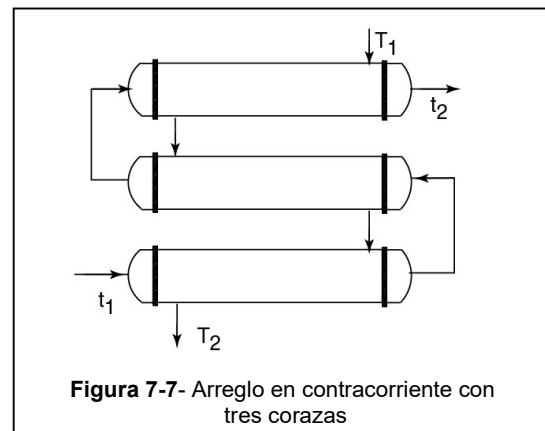 T1
t2
t1
T2
Figura 7-7- Arreglo en contracorriente con
tres corazas